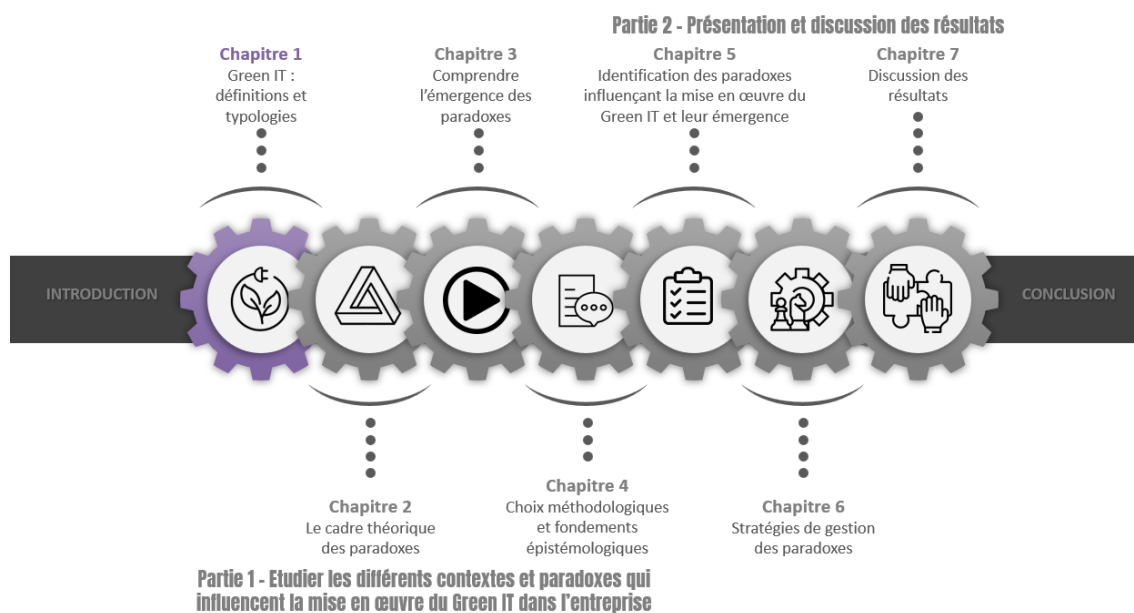 Partie 2 - Présentation et discussion des résultats
Chapitre 1
Green IT :
définitions et
typologies
Chapitre 3
Comprendre
l'émergence des
paradoxes
Chapitre 5
Identification des paradoxes
influençant la mise en œuvre du
Green IT et leur émergence
Chapitre 7
Discussion des
résultats
INTRODUCTION
CONCLUSION
Chapitre 2
Le cadre théorique
des paradoxes
Chapitre 4
Choix méthodologiques
et fondements
épistémologiques
Chapitre 6
Stratégies de gestion
des paradoxes
Partie 1 - Etudier les différents contextes et paradoxes qui
influencent la mise en œuvre du Green IT dans l'entreprise